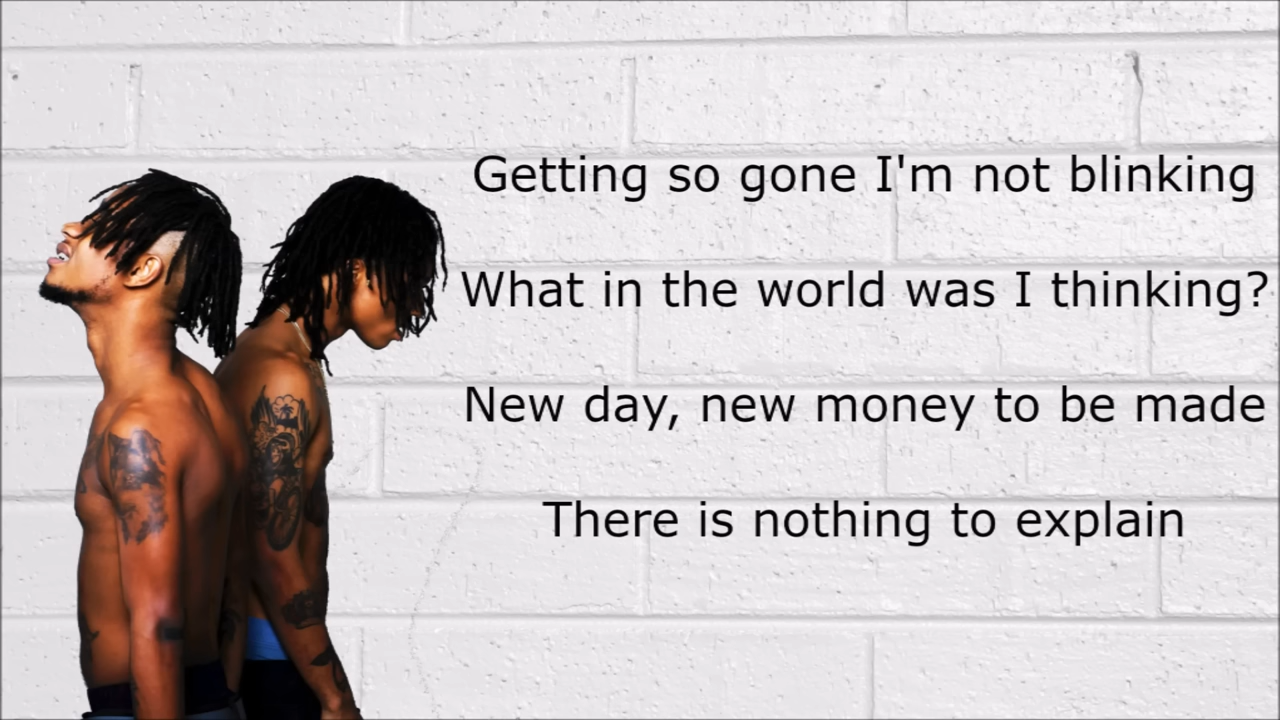 Getting so gone I'm not blinking
What in the world was I thinking?
New day, new money to be made
There is nothing to explain